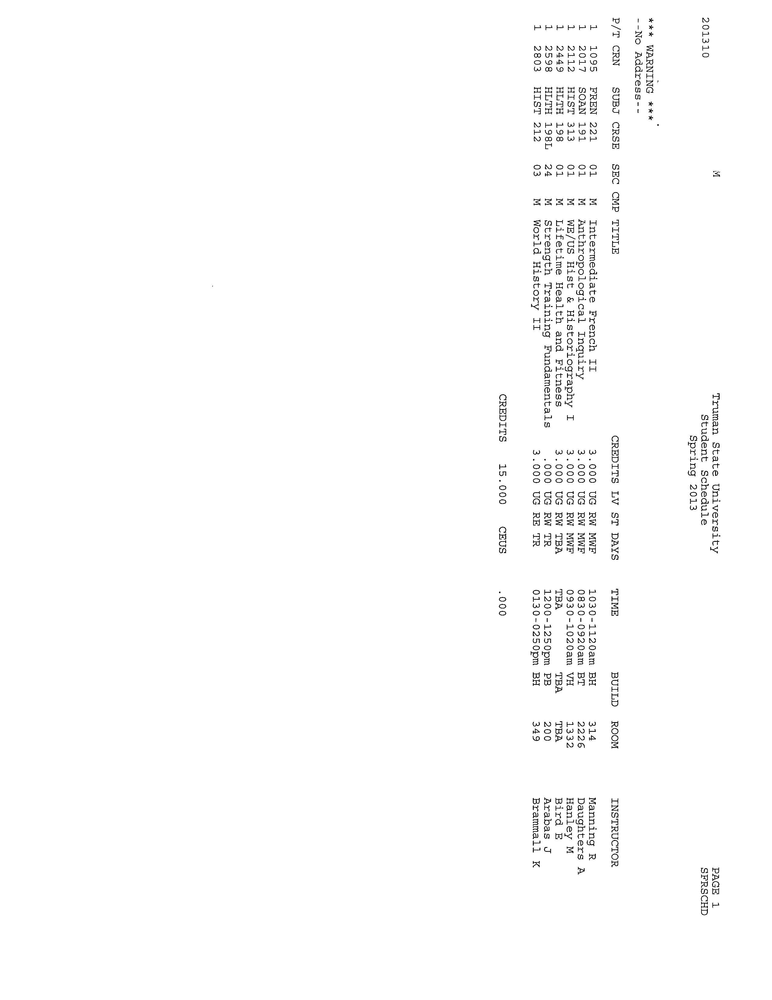 M Truman State University PAGE 1
201310 Student Schedule SFRSCHD
Spring 2013
*** WARNING ***
--No Address--
P/T CRN SUBJ CRSE SEC CMP TITLE CREDITS LV ST DAYS TIME BUILD ROOM INSTRUCTOR
1 1095 FREN 221 01 M Intermediate French II 3.000 UG RW MWF 1030-1120am BH 314 Manning R
1 2017 SOAN 191 01 M Anthropological Inquiry 3.000 UG RW MWF 0830-0920am BT 2226 Daughters A
1 2112 HIST 313 01 M WE/US Hist & Historiography I 3.000 UG RW MWF 0930-1020am VH 1332 Hanley M
1 2449 HLTH 198 01 M Lifetime Health and Fitness 3.000 UG RW TBA TBA TBA TBA Bird E
1 2598 HLTH 198L 24 M Strength Training Fundamentals .000 UG RW TR 1200-1250pm PB 200 Arabas J
1 2803 HIST 212 03 M World History II 3.000 UG RE TR 0130-0250pm BH 349 Brammall K
CREDITS 15.000 CEUS .000